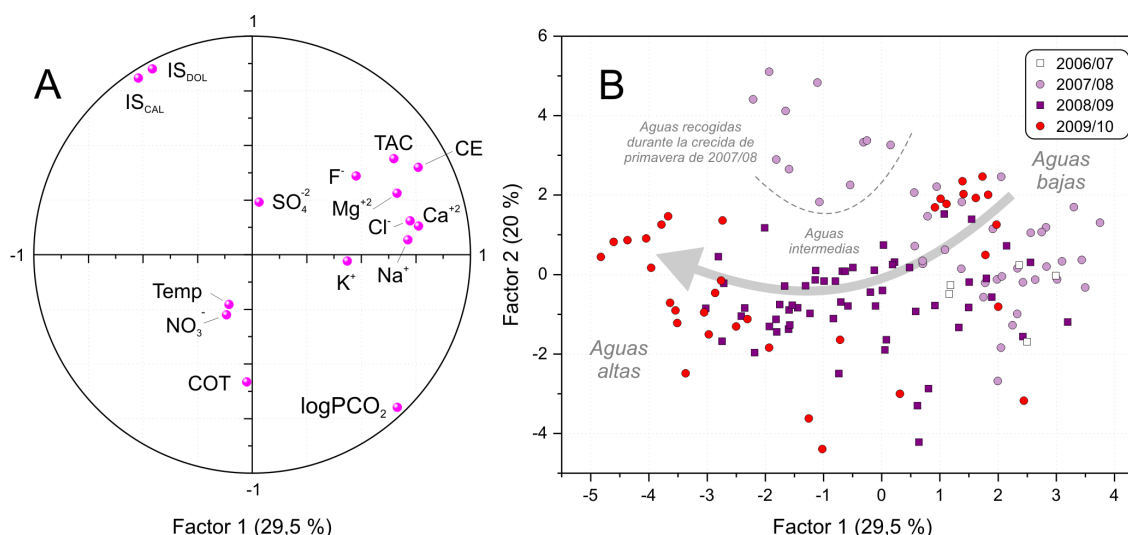 A
1
IS_DOL
IS_CAL
TAC
CE
F⁻
Mg⁺²
SO₄⁻²
Cl⁻
Ca⁺²
Na⁺
-1
1
K⁺
Temp
NO₃⁻
COT
logPCO₂
-1
Factor 1 (29,5 %)
B
6
4
2
0
-2
-4
Factor 2 (20 %)
2006/07
2007/08
2008/09
2009/10
Aguas recogidas
durante la crecida de
primavera de 2007/08
Aguas
bajas
Aguas
intermedias
Aguas
altas
-5 -4 -3 -2 -1 0 1 2 3 4
Factor 1 (29,5 %)